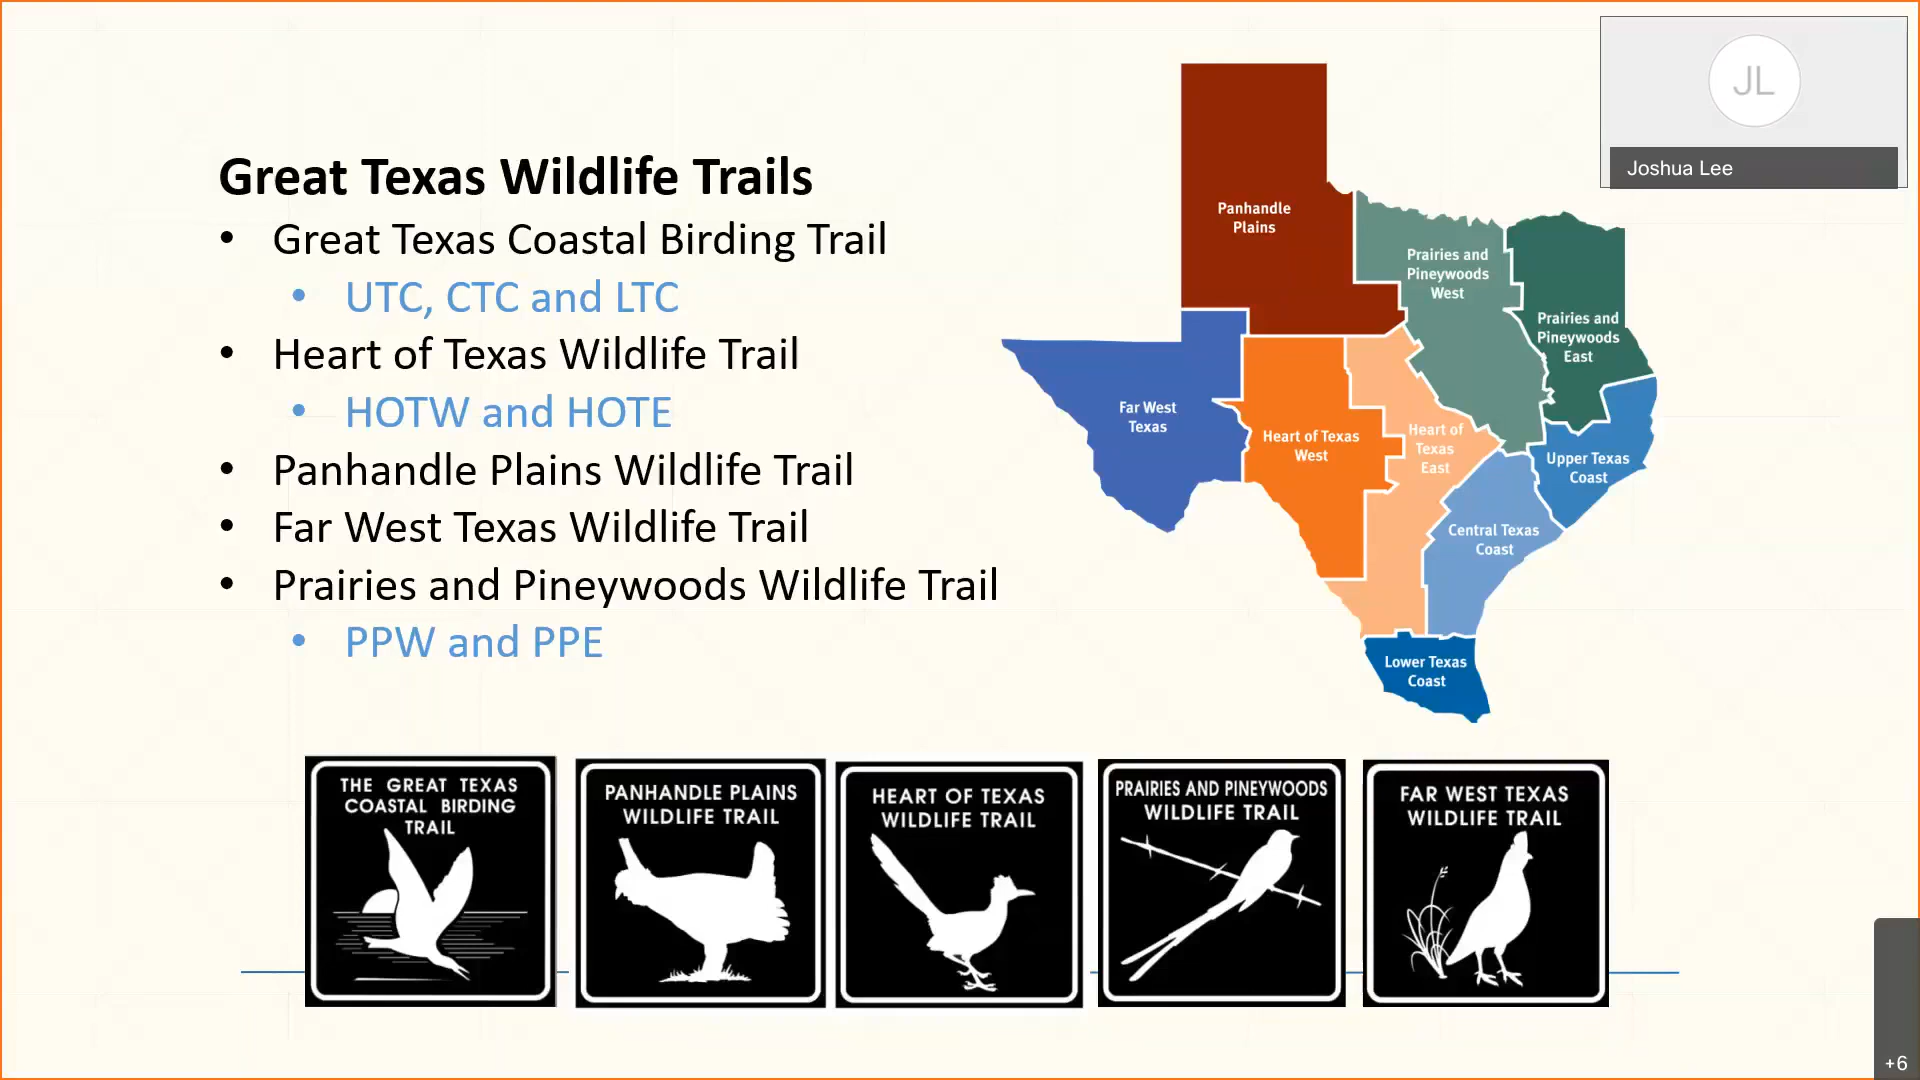 JL
Joshua Lee
Great Texas Wildlife Trails
• Great Texas Coastal Birding Trail
• UTC, CTC and LTC
• Heart of Texas Wildlife Trail
• HOTW and HOTE
• Panhandle Plains Wildlife Trail
• Far West Texas Wildlife Trail
• Prairies and Pineywoods Wildlife Trail
• PPW and PPE
Panhandle
Plains
Prairies and
Pineywoods
West
Prairies and
Pineywoods
East
Far West
Texas
Heart of Texas
West
Heart of
Texas
East
Upper Texas
Coast
Central Texas
Coast
Lower Texas
Coast
THE GREAT TEXAS
COASTAL BIRDING
TRAIL
PANHANDLE PLAINS
WILDLIFE TRAIL
HEART OF TEXAS
WILDLIFE TRAIL
PRAIRIES AND PINEYWOODS
WILDLIFE TRAIL
FAR WEST TEXAS
WILDLIFE TRAIL
+6